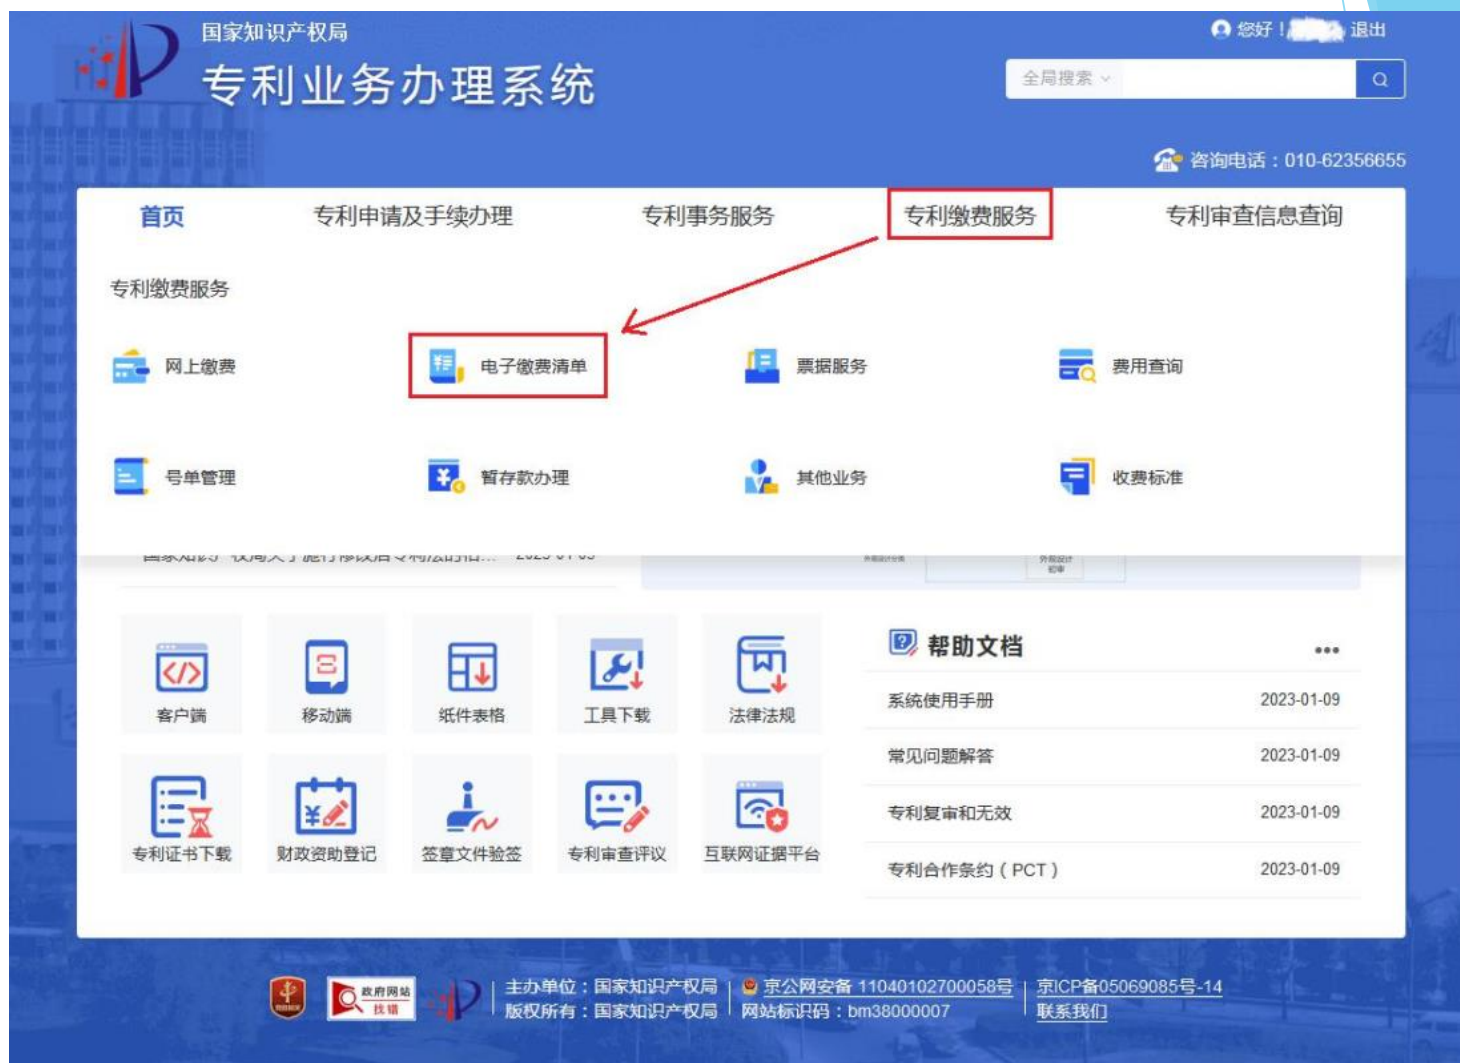 国家知识产权局
专利业务办理系统
您好！ 退出
全局搜索
咨询电话：010-62356655
首页 专利申请及手续办理 专利事务服务 专利缴费服务 专利审查信息查询
专利缴费服务
网上缴费 电子缴费清单 票据服务 费用查询
号单管理 暂存款办理 其他业务 收费标准
外观设计
初审
客户端 移动端 纸件表格 工具下载 法律法规
专利证书下载 财政资助登记 签章文件验签 专利审查评议 互联网证据平台
帮助文档 •••
系统使用手册 2023-01-09
常见问题解答 2023-01-09
专利复审和无效 2023-01-09
专利合作条约（PCT） 2023-01-09
政府网站
找错
主办单位：国家知识产权局 京公网安备 11040102700058号 京ICP备05069085号-14
版权所有：国家知识产权局 网站标识码：bm38000007 联系我们